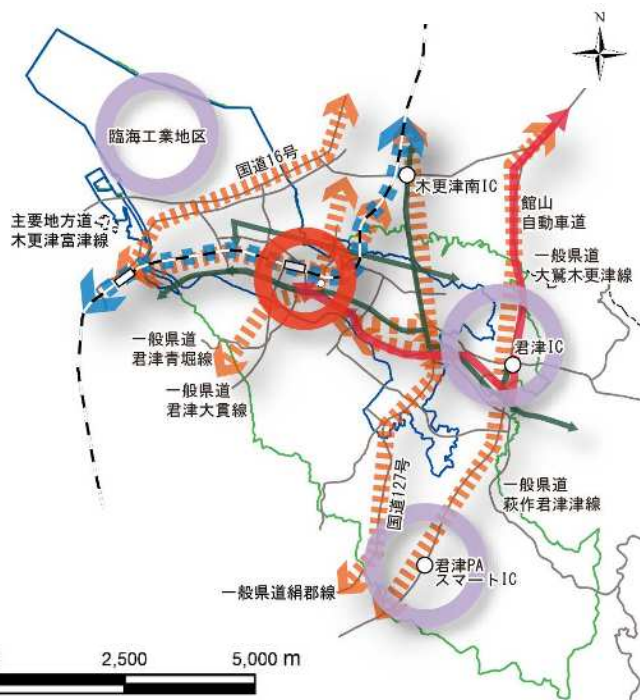 N
臨海工業地区
国道16号
木更津南IC
主要地方道
木更津富津線
館山
自動車道
一般県道
大鷲木更津線
一般県道
君津青堀線
君津IC
一般県道
君津大貫線
一般県道
萩作君津線
国道127号
君津PA
スマートIC
一般県道絹郡線
2,500
5,000 m